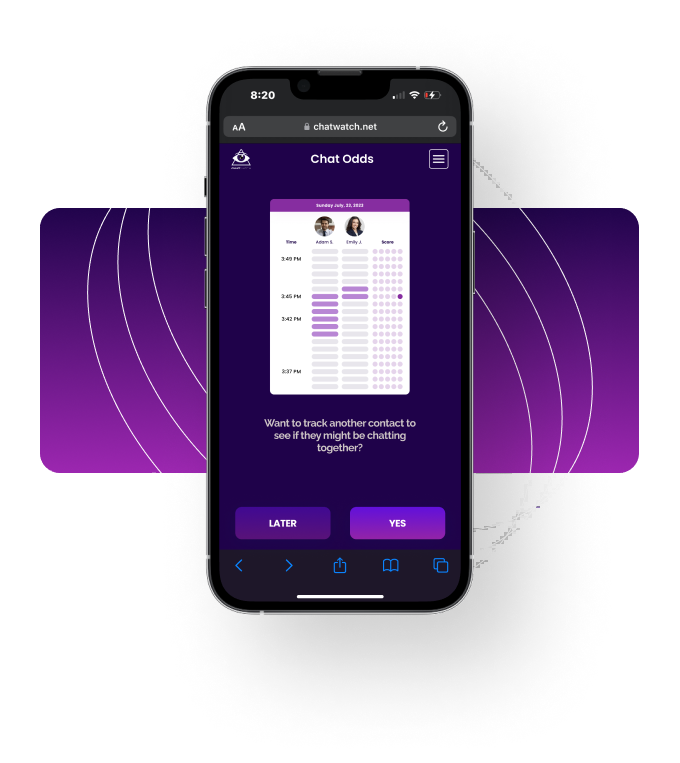 8:20
AA
chatwatch.net
Chat Odds
Sunday July, 23, 2023
Time Adam S. Emily J. Score
3:49 PM
3:45 PM
3:42 PM
3:37 PM
Want to track another contact to
see if they might be chatting
together?
LATER YES